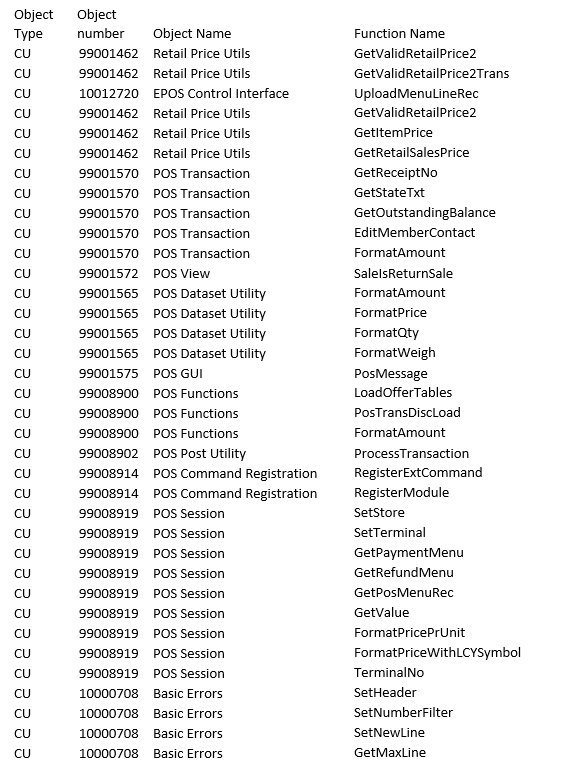 Object Object
Type number Object Name Function Name
CU 99001462 Retail Price Utils GetValidRetailPrice2
CU 99001462 Retail Price Utils GetValidRetailPrice2Trans
CU 10012720 EPOS Control Interface UploadMenuLineRec
CU 99001462 Retail Price Utils GetValidRetailPrice2
CU 99001462 Retail Price Utils GetItemPrice
CU 99001462 Retail Price Utils GetRetailSalesPrice
CU 99001570 POS Transaction GetReceiptNo
CU 99001570 POS Transaction GetStateTxt
CU 99001570 POS Transaction GetOutstandingBalance
CU 99001570 POS Transaction EditMemberContact
CU 99001570 POS Transaction FormatAmount
CU 99001572 POS View SaleIsReturnSale
CU 99001565 POS Dataset Utility FormatAmount
CU 99001565 POS Dataset Utility FormatPrice
CU 99001565 POS Dataset Utility FormatQty
CU 99001565 POS Dataset Utility FormatWeigh
CU 99001575 POS GUI PosMessage
CU 99008900 POS Functions LoadOfferTables
CU 99008900 POS Functions PosTransDiscLoad
CU 99008900 POS Functions FormatAmount
CU 99008902 POS Post Utility ProcessTransaction
CU 99008914 POS Command Registration RegisterExtCommand
CU 99008914 POS Command Registration RegisterModule
CU 99008919 POS Session SetStore
CU 99008919 POS Session SetTerminal
CU 99008919 POS Session GetPaymentMenu
CU 99008919 POS Session GetRefundMenu
CU 99008919 POS Session GetPosMenuRec
CU 99008919 POS Session GetValue
CU 99008919 POS Session FormatPricePrUnit
CU 99008919 POS Session FormatPriceWithLCYSymbol
CU 99008919 POS Session TerminalNo
CU 10000708 Basic Errors SetHeader
CU 10000708 Basic Errors SetNumberFilter
CU 10000708 Basic Errors SetNewLine
CU 10000708 Basic Errors GetMaxLine